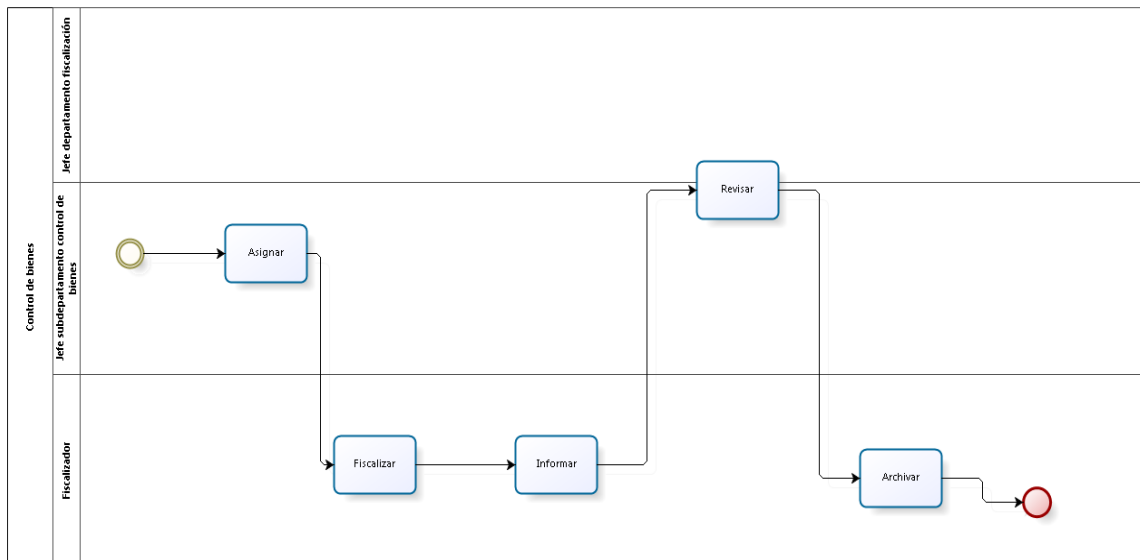 Control de bienes
Jefe departamento fiscalización
Jefe subdepartamento control de
bienes
Fiscalizador
Asignar
Fiscalizar
Informar
Revisar
Archivar